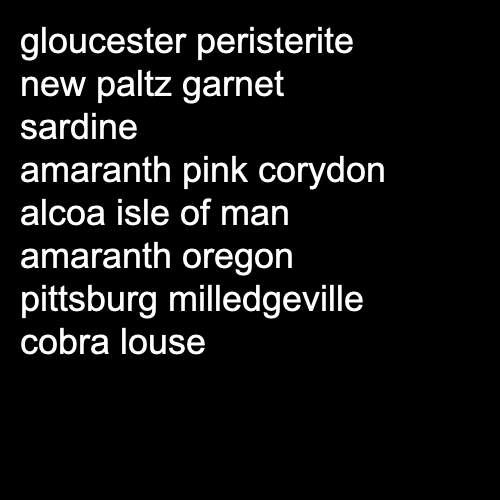 gloucester peristerite
new paltz garnet
sardine
amaranth pink corydon
alcoa isle of man
amaranth oregon
pittsburg milledgeville
cobra louse